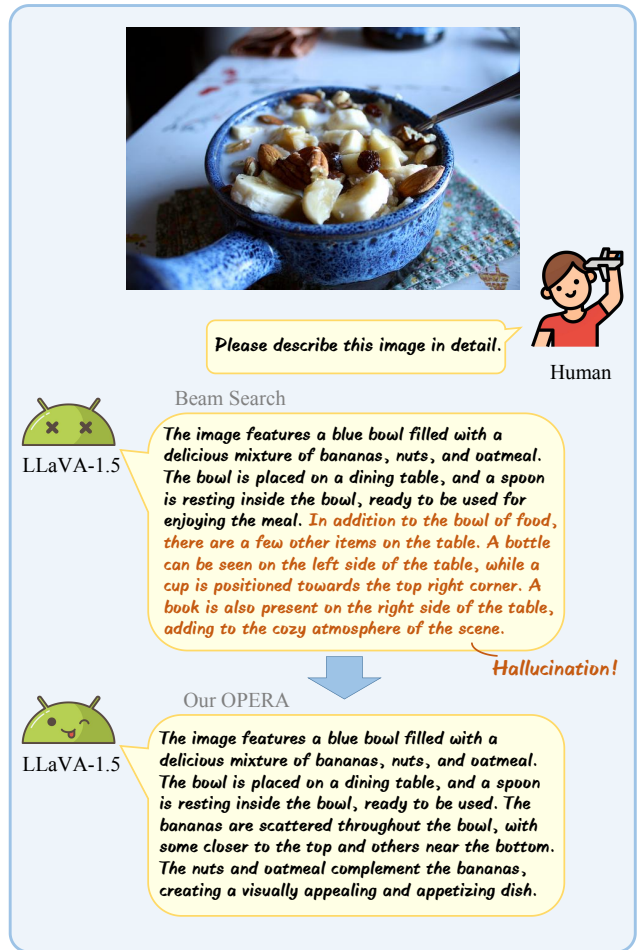 Please describe this image in detail.
Human
Beam Search
LLaVA-1.5
The image features a blue bowl filled with a
delicious mixture of bananas, nuts, and oatmeal.
The bowl is placed on a dining table, and a spoon
is resting inside the bowl, ready to be used for
enjoying the meal. In addition to the bowl of food,
there are a few other items on the table. A bottle
can be seen on the left side of the table, while a
cup is positioned towards the top right corner. A
book is also present on the right side of the table,
adding to the cozy atmosphere of the scene.
Hallucination!
Our OPERA
LLaVA-1.5
The image features a blue bowl filled with a
delicious mixture of bananas, nuts, and oatmeal.
The bowl is placed on a dining table, and a spoon
is resting inside the bowl, ready to be used. The
bananas are scattered throughout the bowl, with
some closer to the top and others near the bottom.
The nuts and oatmeal complement the bananas,
creating a visually appealing and appetizing dish.